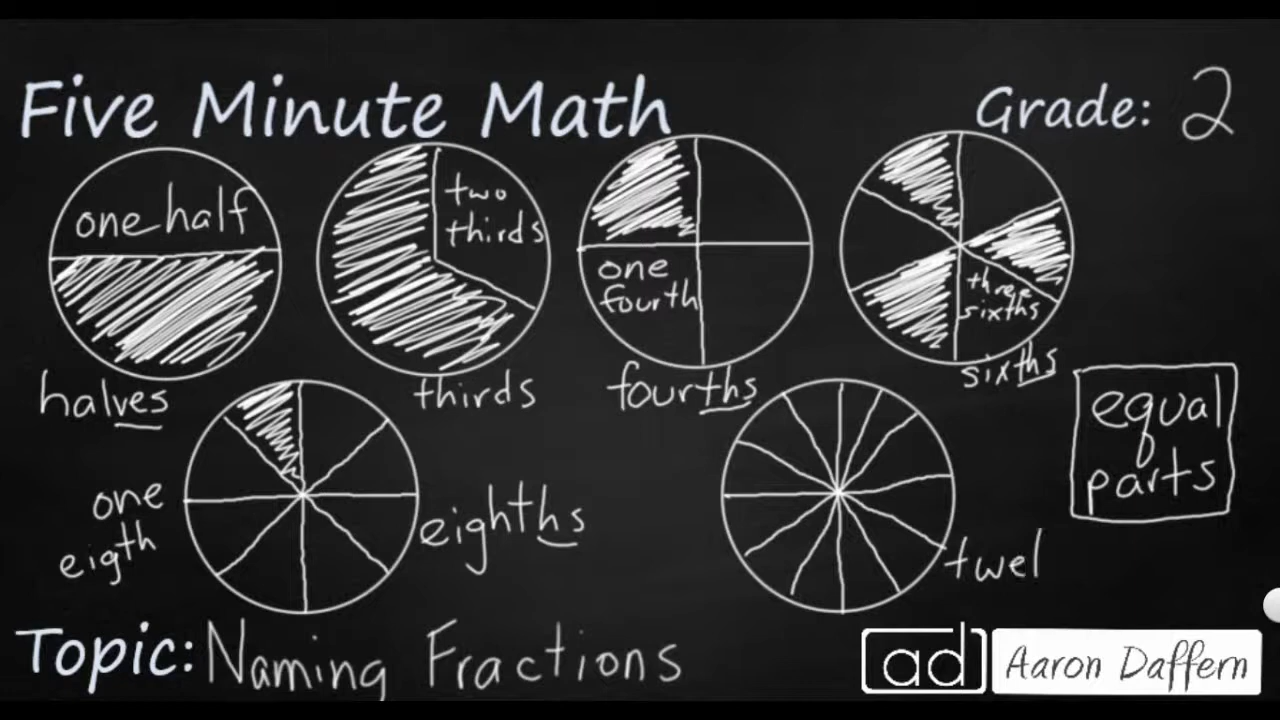 Five Minute Math
Grade: 2
one half
two
thirds
one
fourth
three
sixths
halves
thirds
fourths
sixths
equal
parts
one
eigth
eighths
twel
Topic: Naming Fractions
ad Aaron Daffern